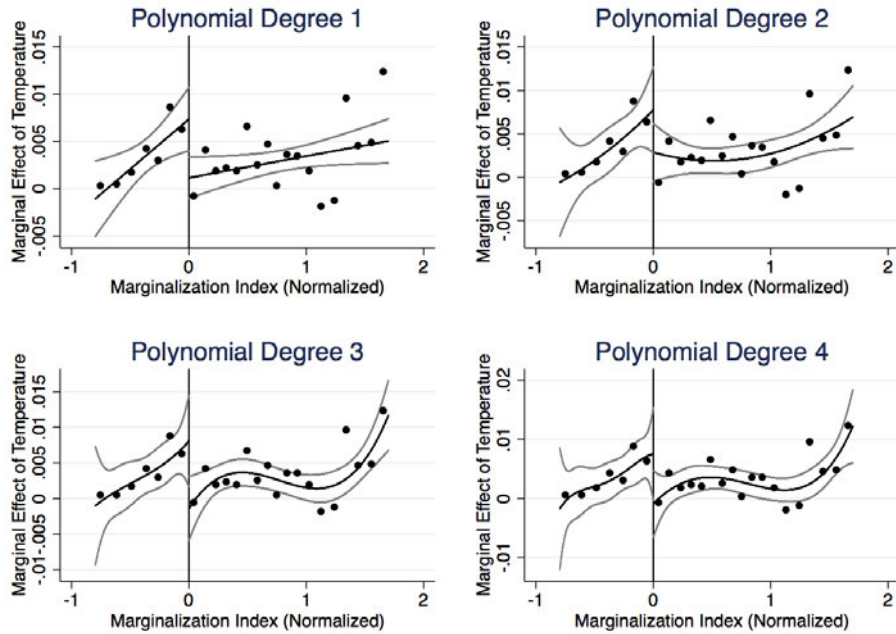 Polynomial Degree 1
Marginal Effect of Temperature
.015
.01
.005
0
-.005
-1 0 1 2
Marginalization Index (Normalized)
Polynomial Degree 2
Marginal Effect of Temperature
.015
.01
.005
0
-.005
-1 0 1 2
Marginalization Index (Normalized)
Polynomial Degree 3
Marginal Effect of Temperature
.015
.01
.005
0
-.005
-.01
-1 0 1 2
Marginalization Index (Normalized)
Polynomial Degree 4
Marginal Effect of Temperature
.02
.01
0
-.01
-1 0 1 2
Marginalization Index (Normalized)